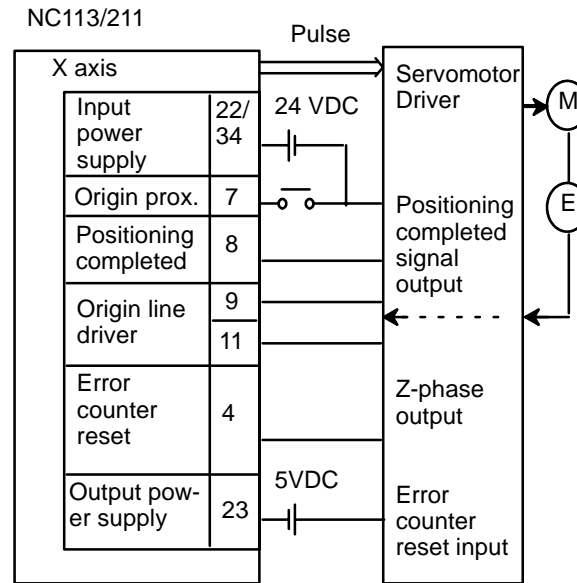 NC113/211
Pulse
X axis
Input
power
supply
22/
34
24 VDC
Servomotor
Driver
M
Origin prox.
7
E
Positioning
completed
8
Positioning
completed
signal
output
Origin line
driver
9
11
Error
counter
reset
4
Z-phase
output
Output pow-
er supply
23
5VDC
Error
counter
reset input